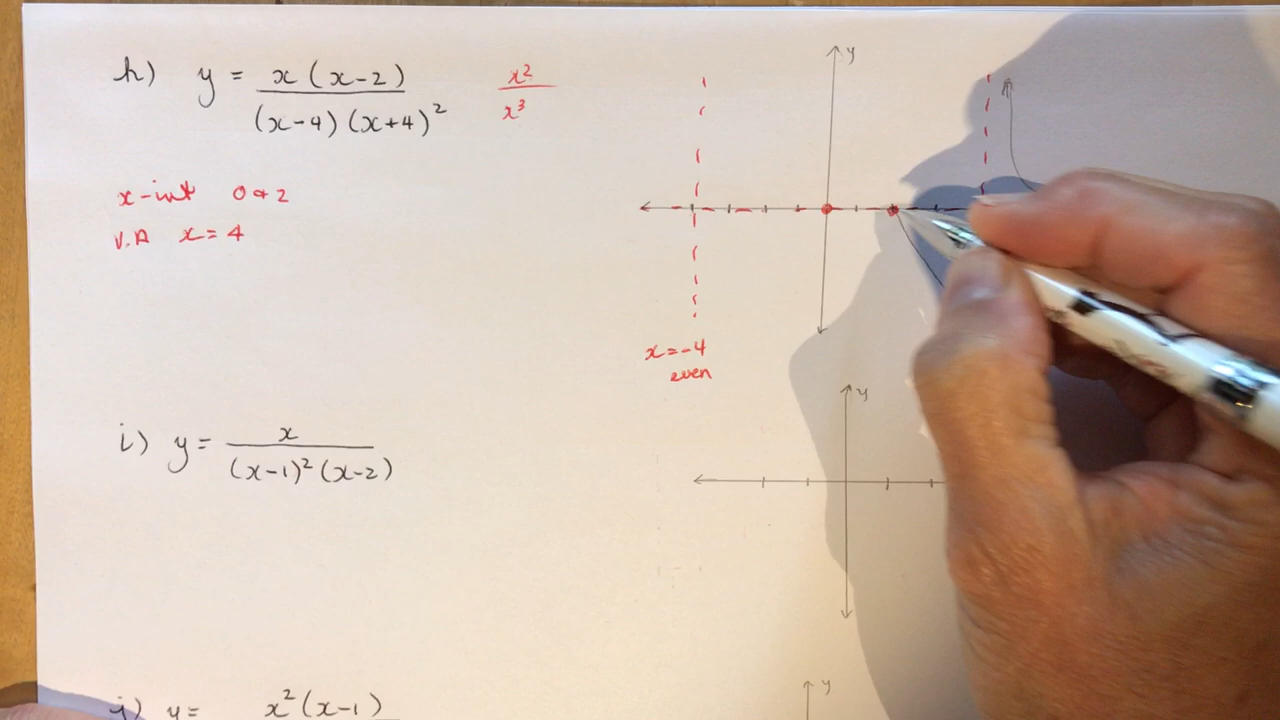 h) y = x(x-2) / (x-4)(x+4)²
x² / x³
y
x-int 0 & 2
V.A x = 4
x = -4
even
i) y = x / (x-1)²(x-2)
y
j) y = x²(x-1)
y